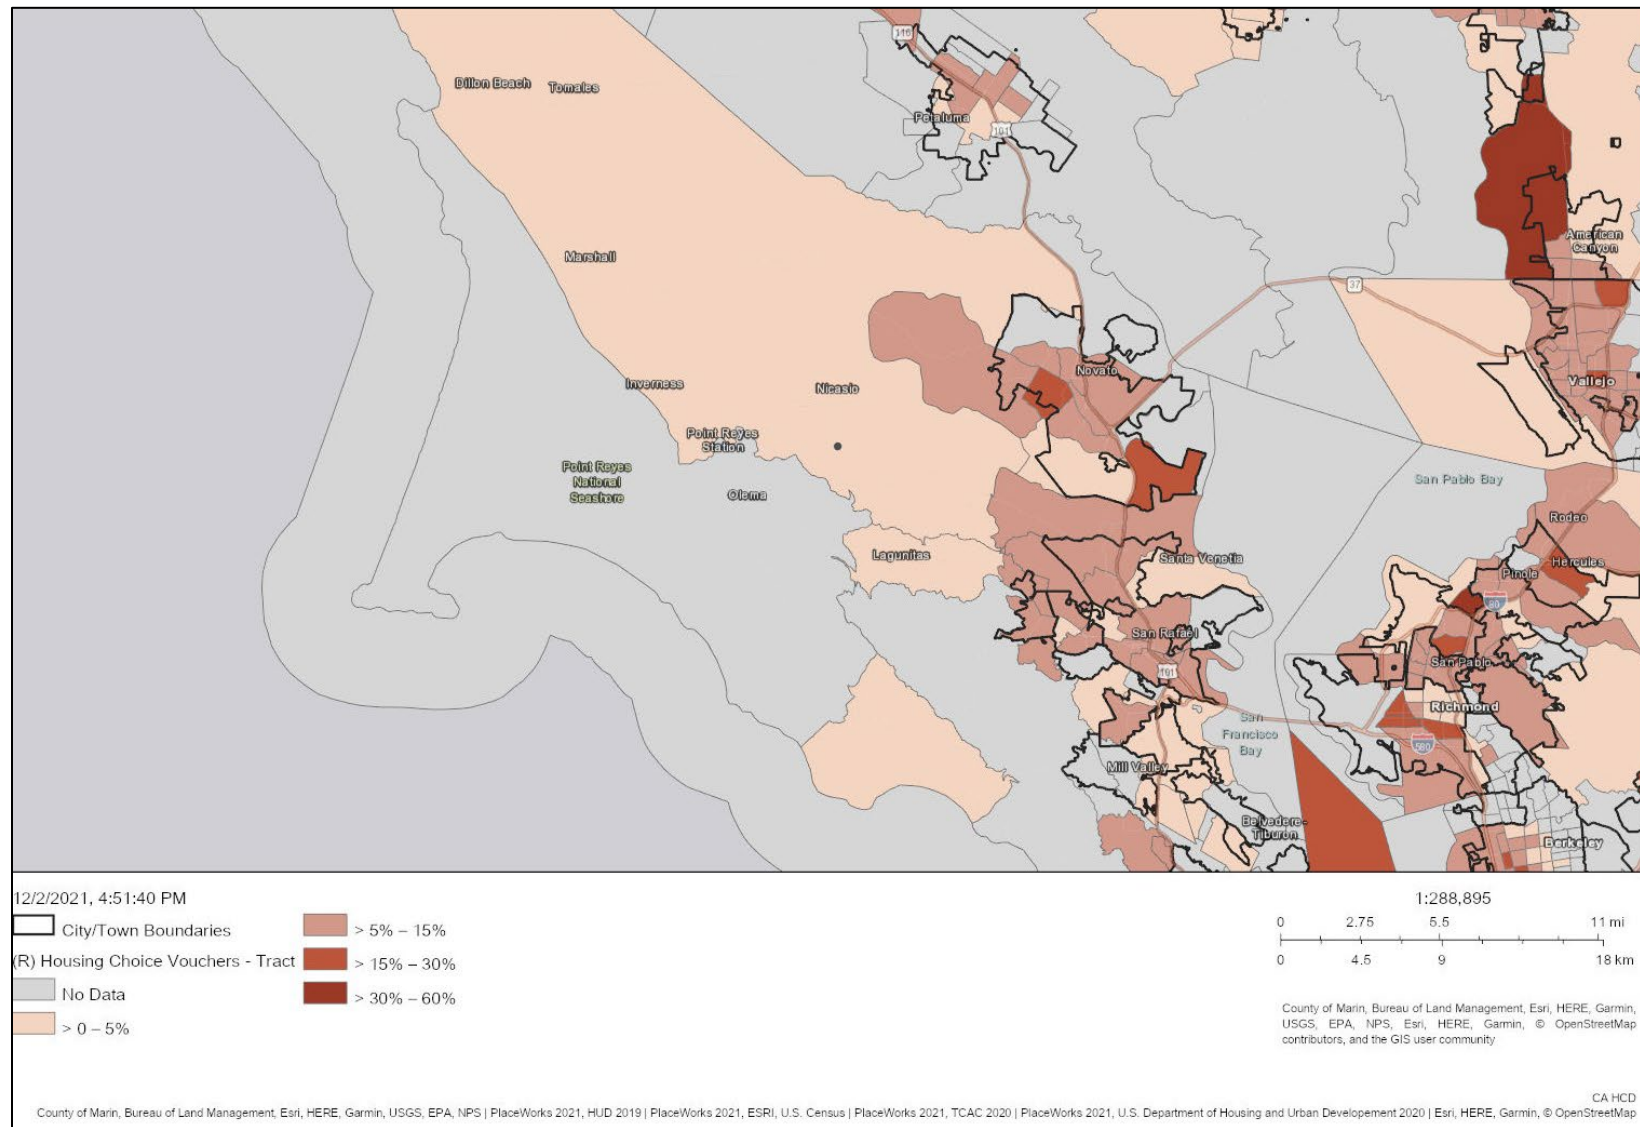 116
Dillon Beach
Tomales
Petaluma
101
American
Canyon
Marshall
37
Novato
Vallejo
Inverness
Nicasio
Point Reyes
Station
Point Reyes
National
Seashore
Olema
San Pablo Bay
Rodeo
Lagunitas
Santa Venetia
Hercules
Pinole
80
San Rafael
San Pablo
101
Richmond
San
Francisco
Bay
580
Mill Valley
Belvedere-
Tiburon
Berkeley
12/2/2021, 4:51:40 PM
City/Town Boundaries
(R) Housing Choice Vouchers - Tract
No Data
> 0 – 5%
> 5% – 15%
> 15% – 30%
> 30% – 60%
1:288,895
0 2.75 5.5 11 mi
0 4.5 9 18 km
County of Marin, Bureau of Land Management, Esri, HERE, Garmin,
USGS, EPA, NPS, Esri, HERE, Garmin, © OpenStreetMap
contributors, and the GIS user community
CA HCD
County of Marin, Bureau of Land Management, Esri, HERE, Garmin, USGS, EPA, NPS | PlaceWorks 2021, HUD 2019 | PlaceWorks 2021, ESRI, U.S. Census | PlaceWorks 2021, TCAC 2020 | PlaceWorks 2021, U.S. Department of Housing and Urban Developement 2020 | Esri, HERE, Garmin, © OpenStreetMap